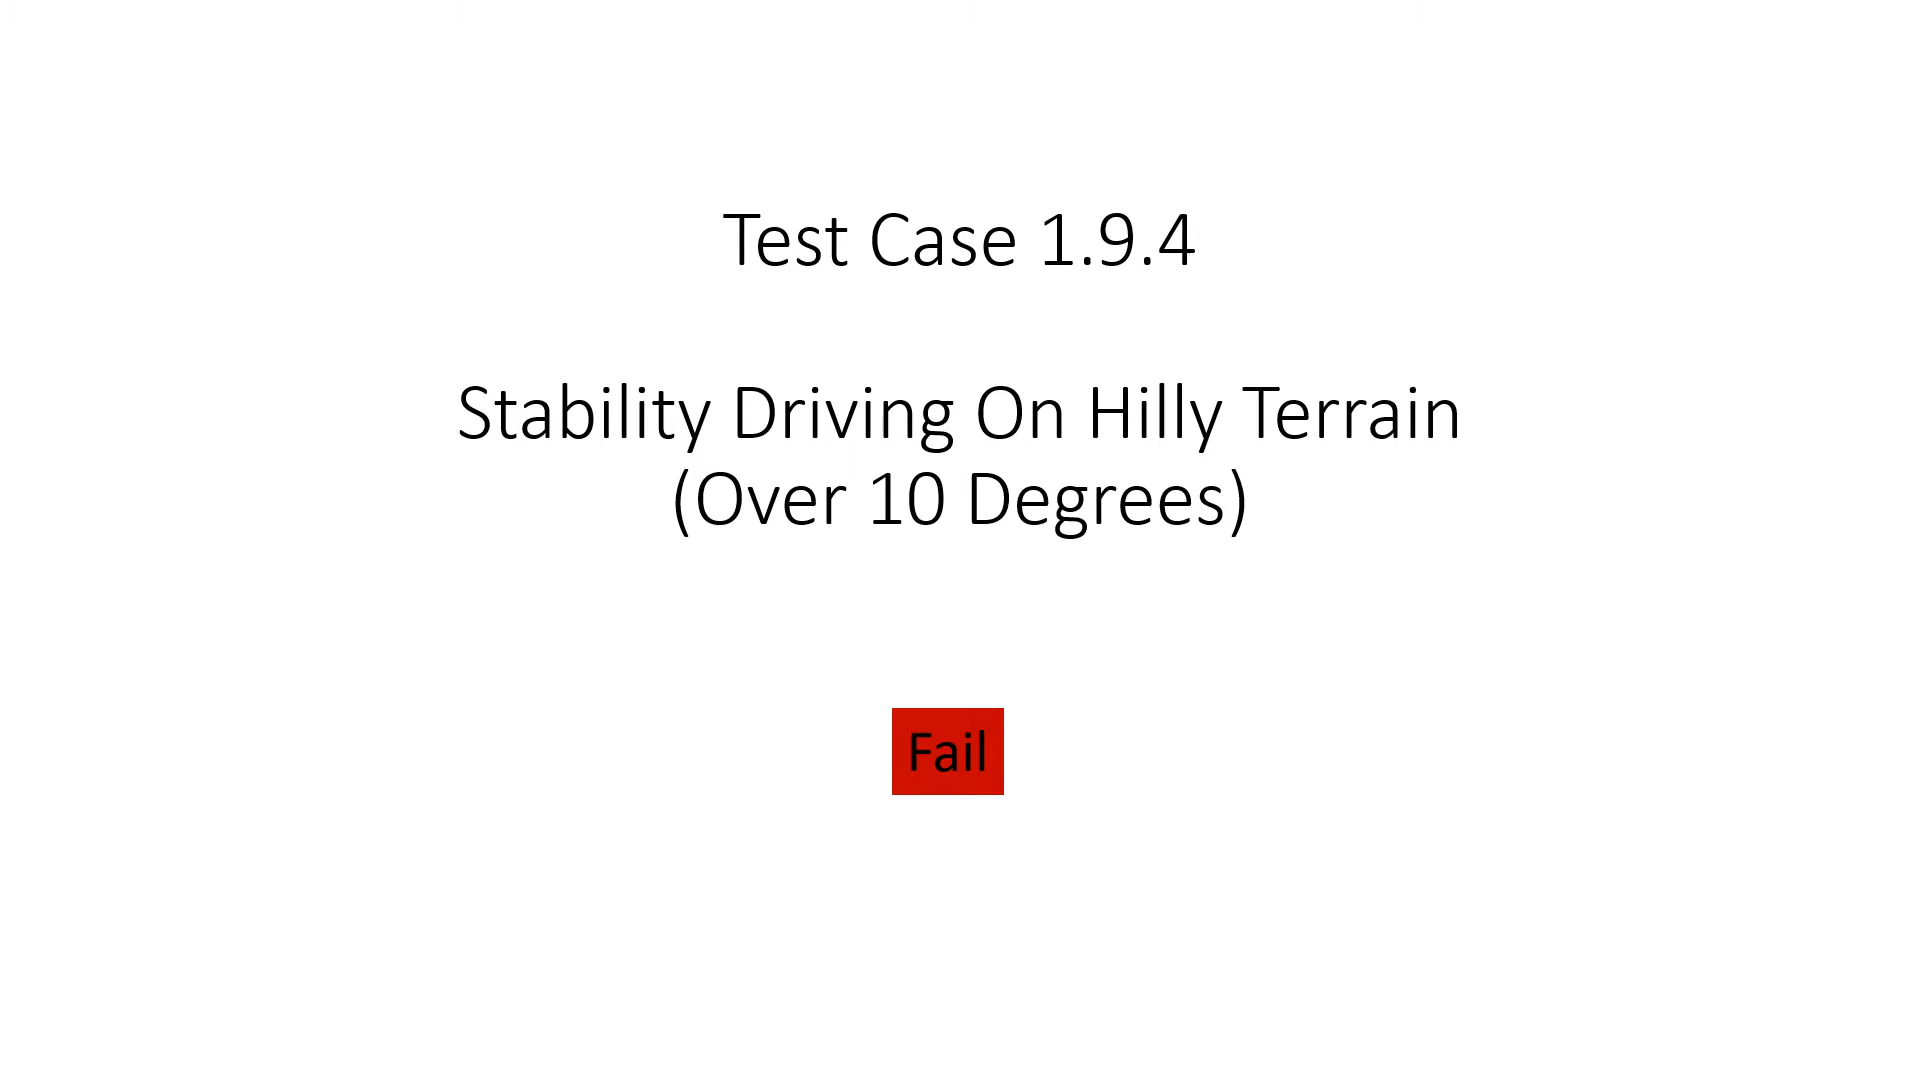 Test Case 1.9.4
Stability Driving On Hilly Terrain
(Over 10 Degrees)
Fail